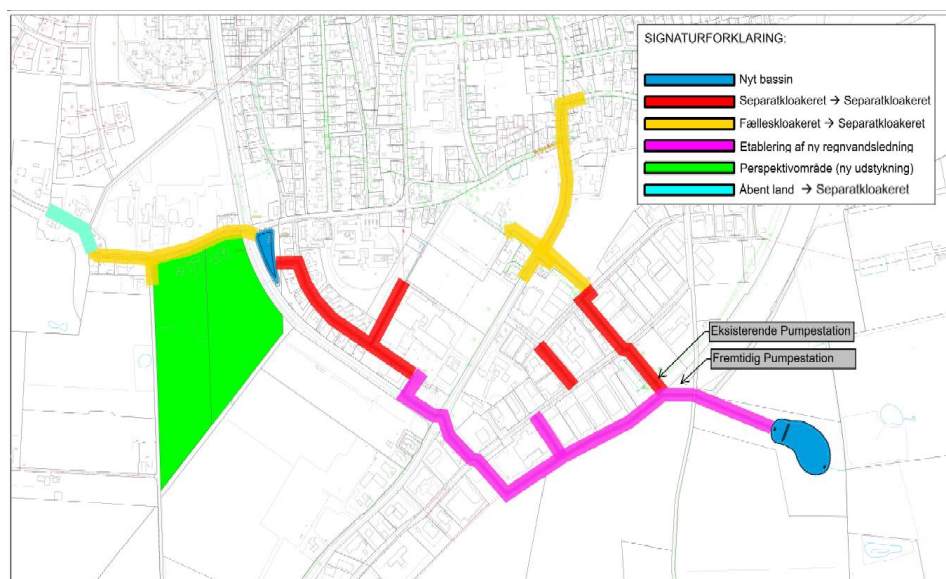 SIGNATURFORKLARING:
Nyt bassin
Separatkloakeret → Separatkloakeret
Fælleskloakeret → Separatkloakeret
Etablering af ny regnvandsledning
Perspektivområde (ny udstykning)
Åbent land → Separatkloakeret
Eksisterende Pumpestation
Fremtidig Pumpestation